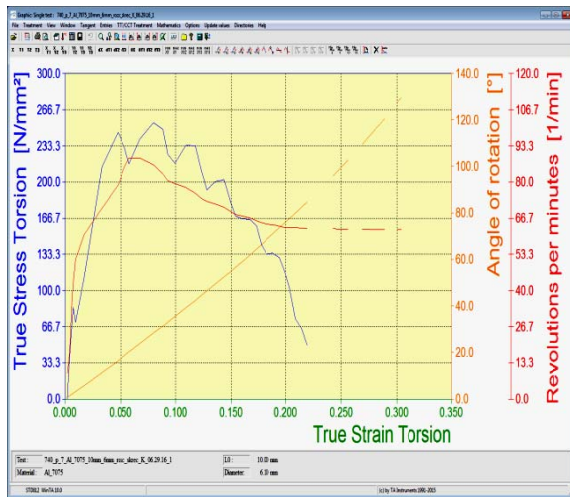 Graphic: Single test : 740_p_7_Al_7075_10mm_6mm_rsc_skrec_K_06.29.16_1
File Treatment View Window Tangent Entries TTT/CCT Treatment Mathematics Options Update values Directories Help
300.0 140.0 120.0
266.7 120.0 106.7
233.3 100.0 93.3
200.0 80.0 80.0
166.7 66.7
133.3 60.0 53.3
100.0 40.0 40.0
66.7 26.7
33.3 20.0 13.3
0.0 0.0 0.0
True Stress Torsion [N/mm²]
Angle of rotation [°]
Revolutions per minutes [1/min]
0.000 0.050 0.100 0.150 0.200 0.250 0.300 0.350
True Strain Torsion
Test : 740_p_7_Al_7075_10mm_6mm_rsc_skrec_K_06.29.16_1 L0 : 10.0 mm
Material: Al_7075 Diameter: 6.0 mm
WinTA 10.0 (c) by TA Instruments 1991-2015